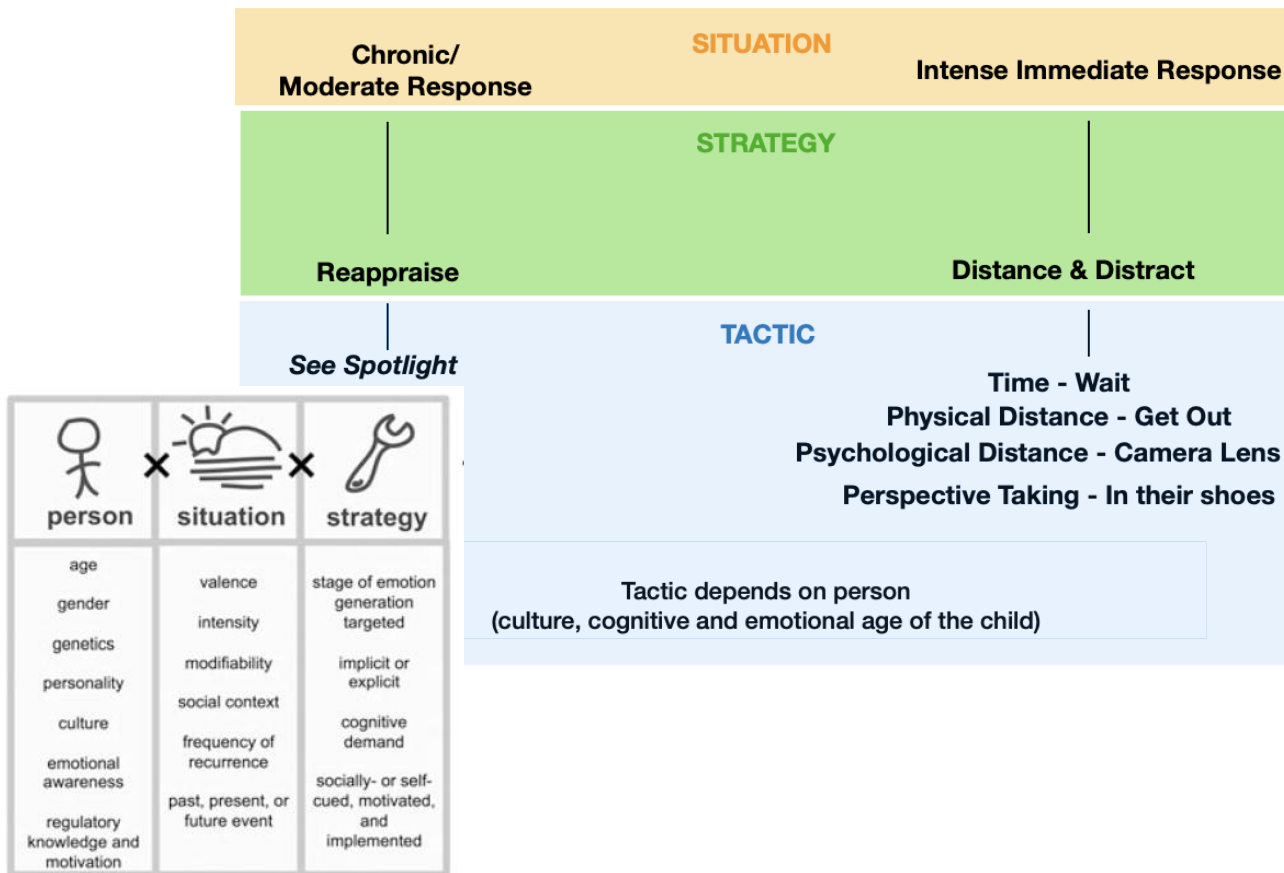 SITUATION
Chronic/
Moderate Response
Intense Immediate Response
STRATEGY
Reappraise
Distance & Distract
TACTIC
See Spotlight
Time - Wait
Physical Distance - Get Out
Psychological Distance - Camera Lens
Perspective Taking - In their shoes
Tactic depends on person
(culture, cognitive and emotional age of the child)
person
age
gender
genetics
personality
culture
emotional
awareness
regulatory
knowledge and
motivation
situation
valence
intensity
modifiability
social context
frequency of
recurrence
past, present, or
future event
strategy
stage of emotion
generation
targeted
implicit or
explicit
cognitive
demand
socially- or self-
cued, motivated,
and
implemented